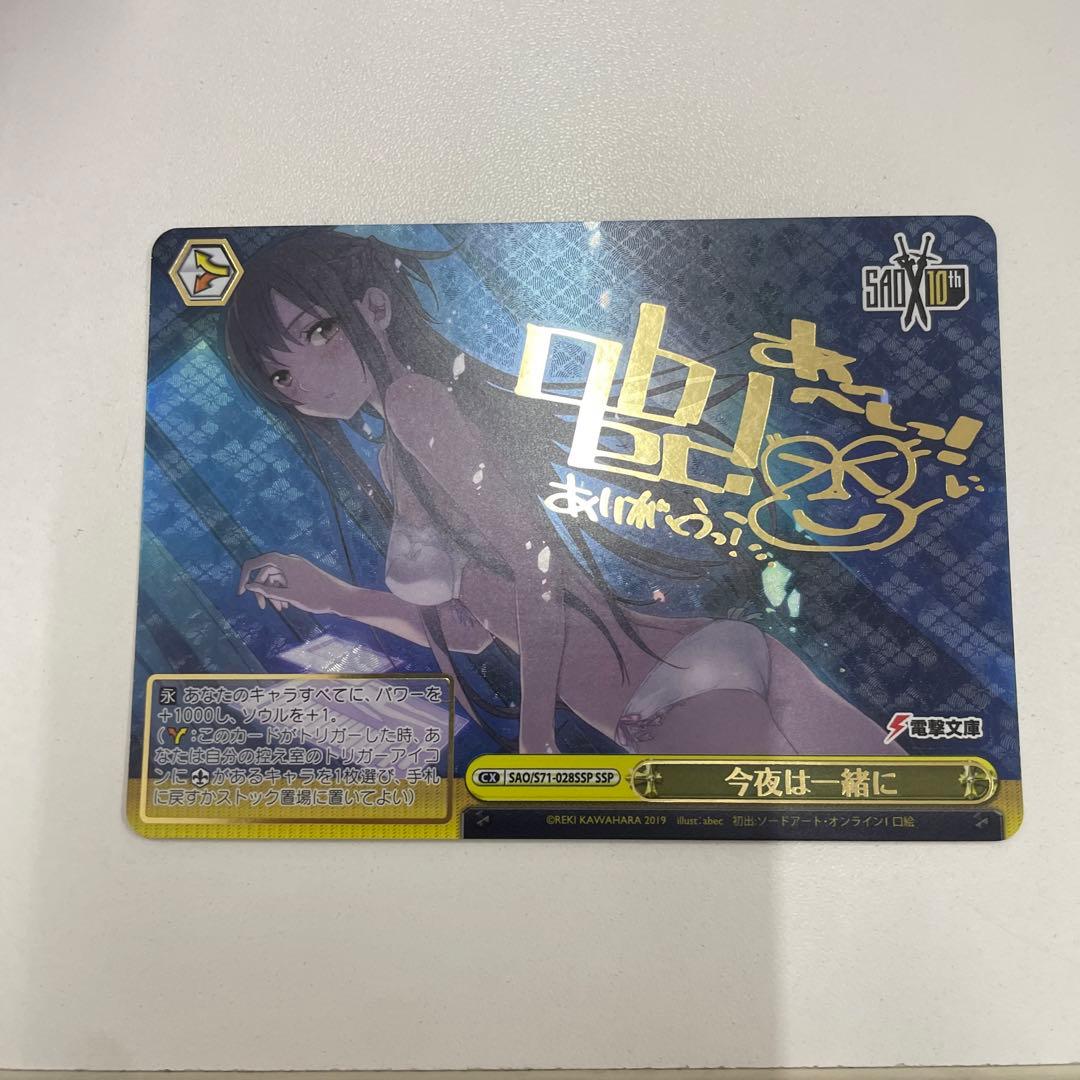 SAO 10th
abec!
あーしっ!
ありがとうっ!
永 あなたのキャラすべてに、パワーを
+1000し、ソウルを+1。
(:このカードがトリガーした時、あ
なたは自分の控え室のトリガーアイコ
ンにがあるキャラを1枚選び、手札
に戻すかストック置場に置いてよい)
電撃文庫
CX SAO/S71-028SSP SSP
今夜は一緒に
©REKI KAWAHARA 2019 illust:abec 初出:ソードアート・オンライン1 口絵